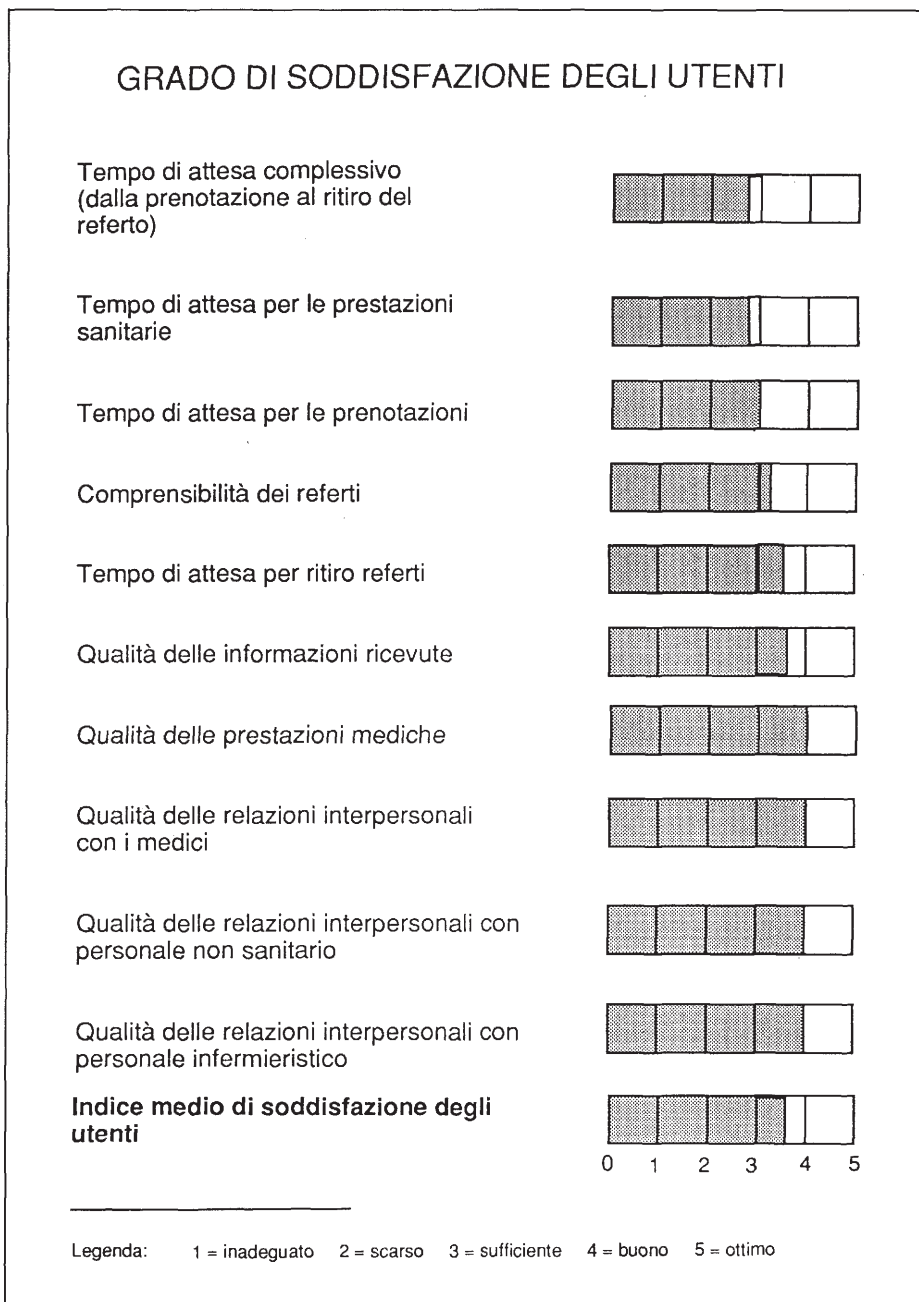 GRADO DI SODDISFAZIONE DEGLI UTENTI
Tempo di attesa complessivo
(dalla prenotazione al ritiro del
referto)
Tempo di attesa per le prestazioni
sanitarie
Tempo di attesa per le prenotazioni
Comprensibilità dei referti
Tempo di attesa per ritiro referti
Qualità delle informazioni ricevute
Qualità delle prestazioni mediche
Qualità delle relazioni interpersonali
con i medici
Qualità delle relazioni interpersonali con
personale non sanitario
Qualità delle relazioni interpersonali con
personale infermieristico
Indice medio di soddisfazione degli
utenti
0 1 2 3 4 5
Legenda: 1 = inadeguato 2 = scarso 3 = sufficiente 4 = buono 5 = ottimo